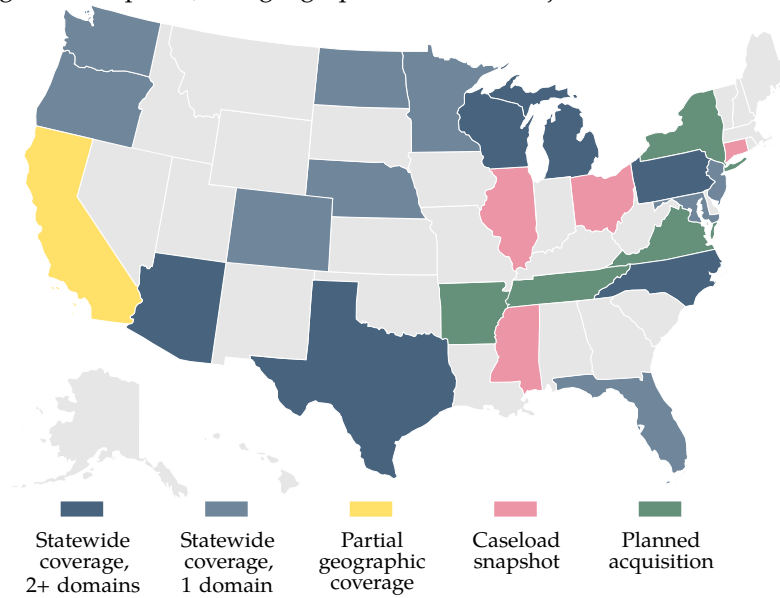 Statewide
coverage,
2+ domains
Statewide
coverage,
1 domain
Partial
geographic
coverage
Caseload
snapshot
Planned
acquisition